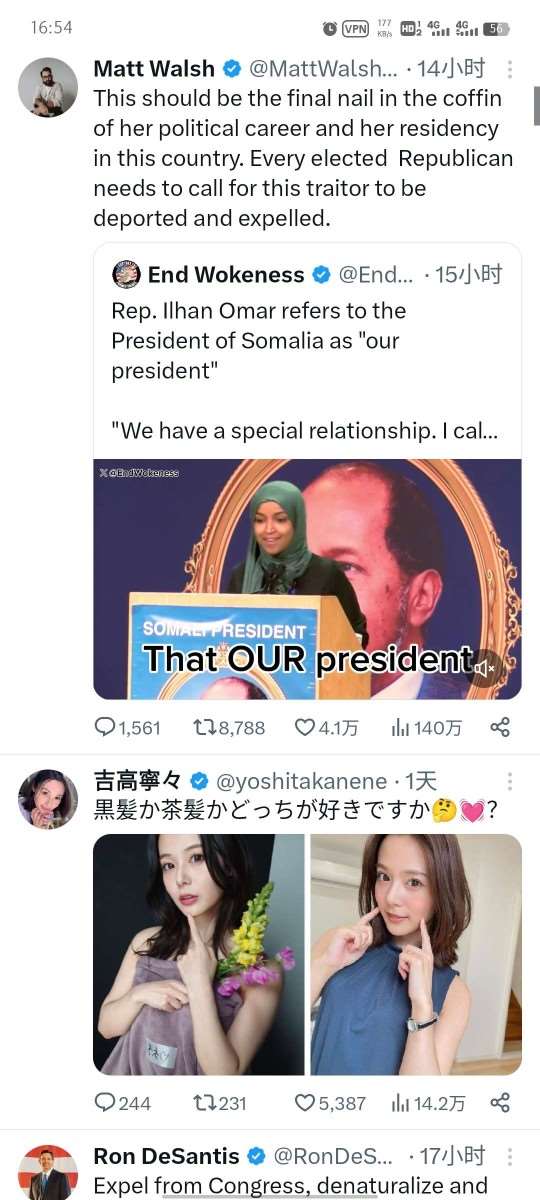 16:54
VPN
177
KB/s
HD 1 2
4G
4G
56
Matt Walsh @MattWalsh... · 14小时
This should be the final nail in the coffin
of her political career and her residency
in this country. Every elected  Republican
needs to call for this traitor to be
deported and expelled.
End Wokeness @End... · 15小时
Rep. Ilhan Omar refers to the
President of Somalia as "our
president"
"We have a special relationship. I cal...
X @EndWokeness
SOMALI PRESIDENT
That OUR president
1,561 8,788 4.1万 140万
吉高寧々 @yoshitakanene · 1天
黒髪か茶髪かどっちが好きですか🤔💓?
244 231 5,387 14.2万
Ron DeSantis @RonDeS... · 17小时
Expel from Congress, denaturalize and